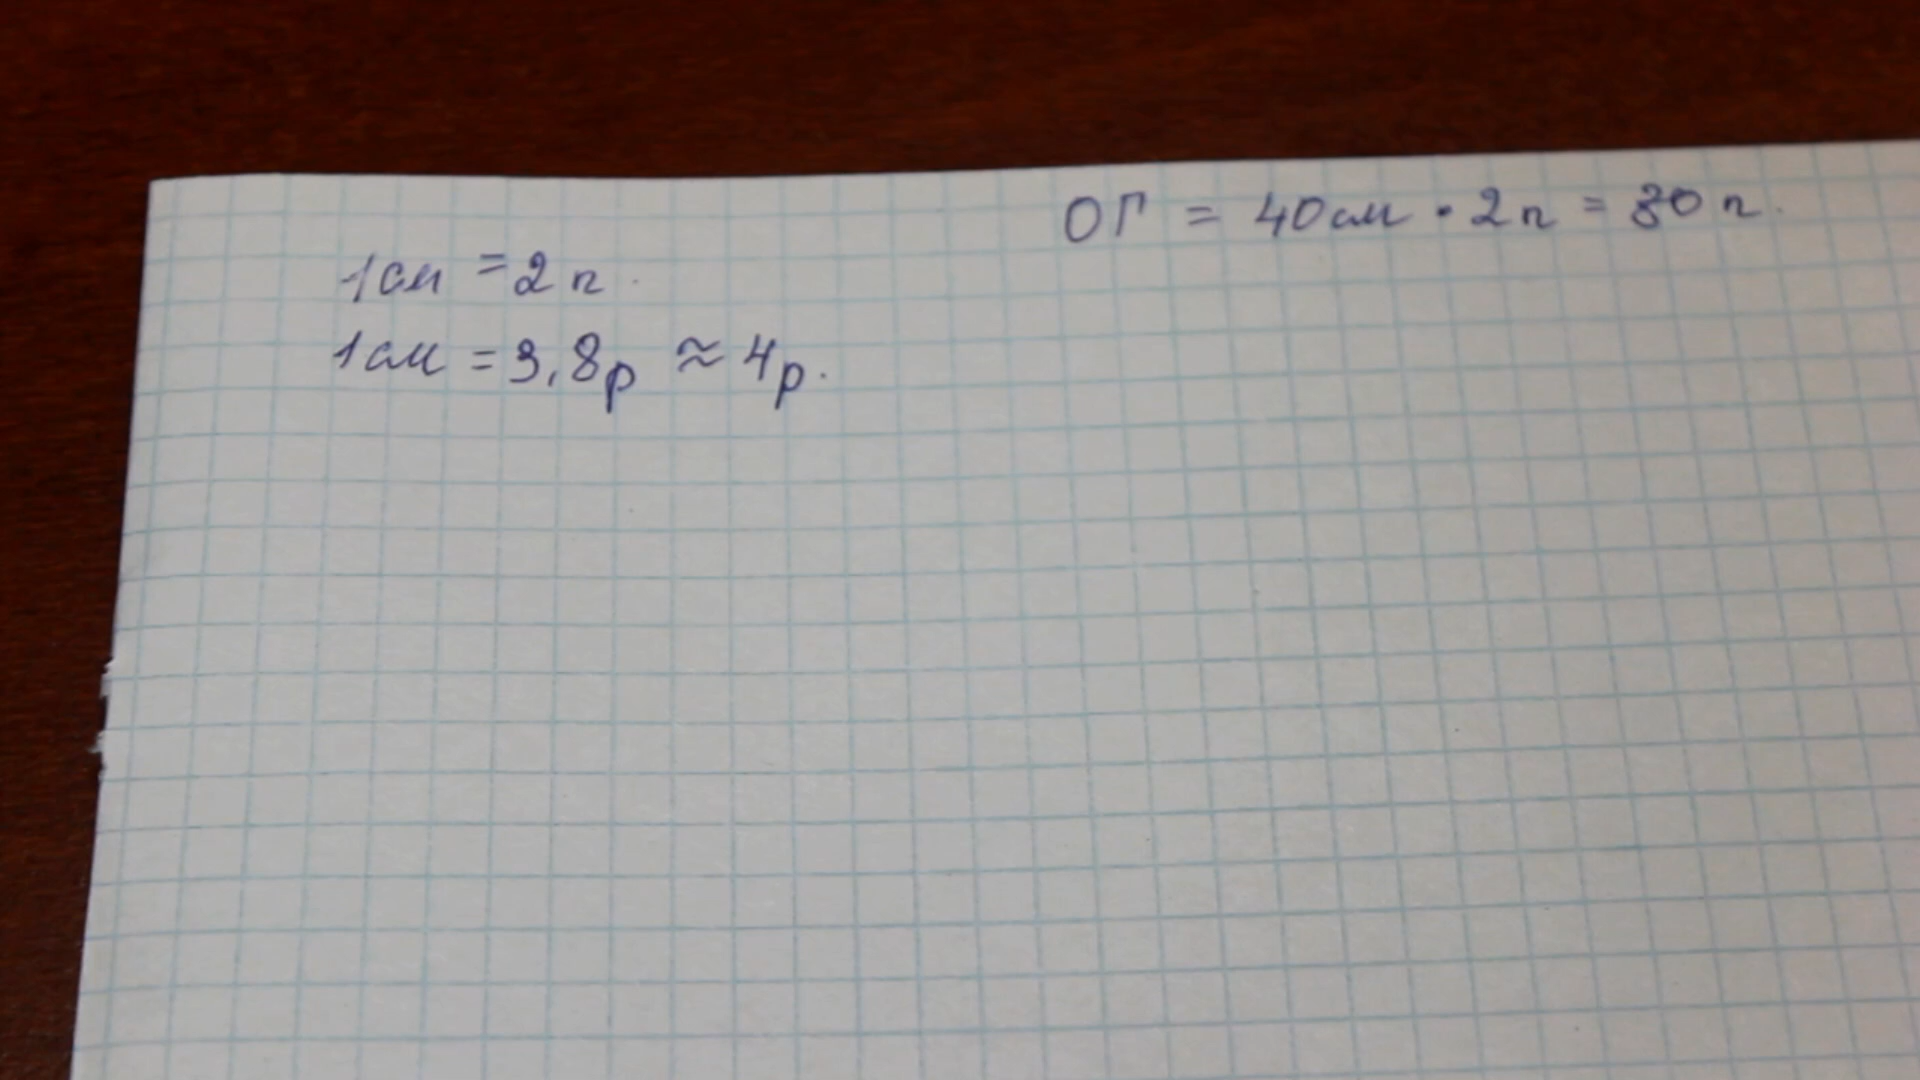 ОГ = 40см • 2п = 80п.
1см = 2п.
1см = 3,8р ≈ 4р.